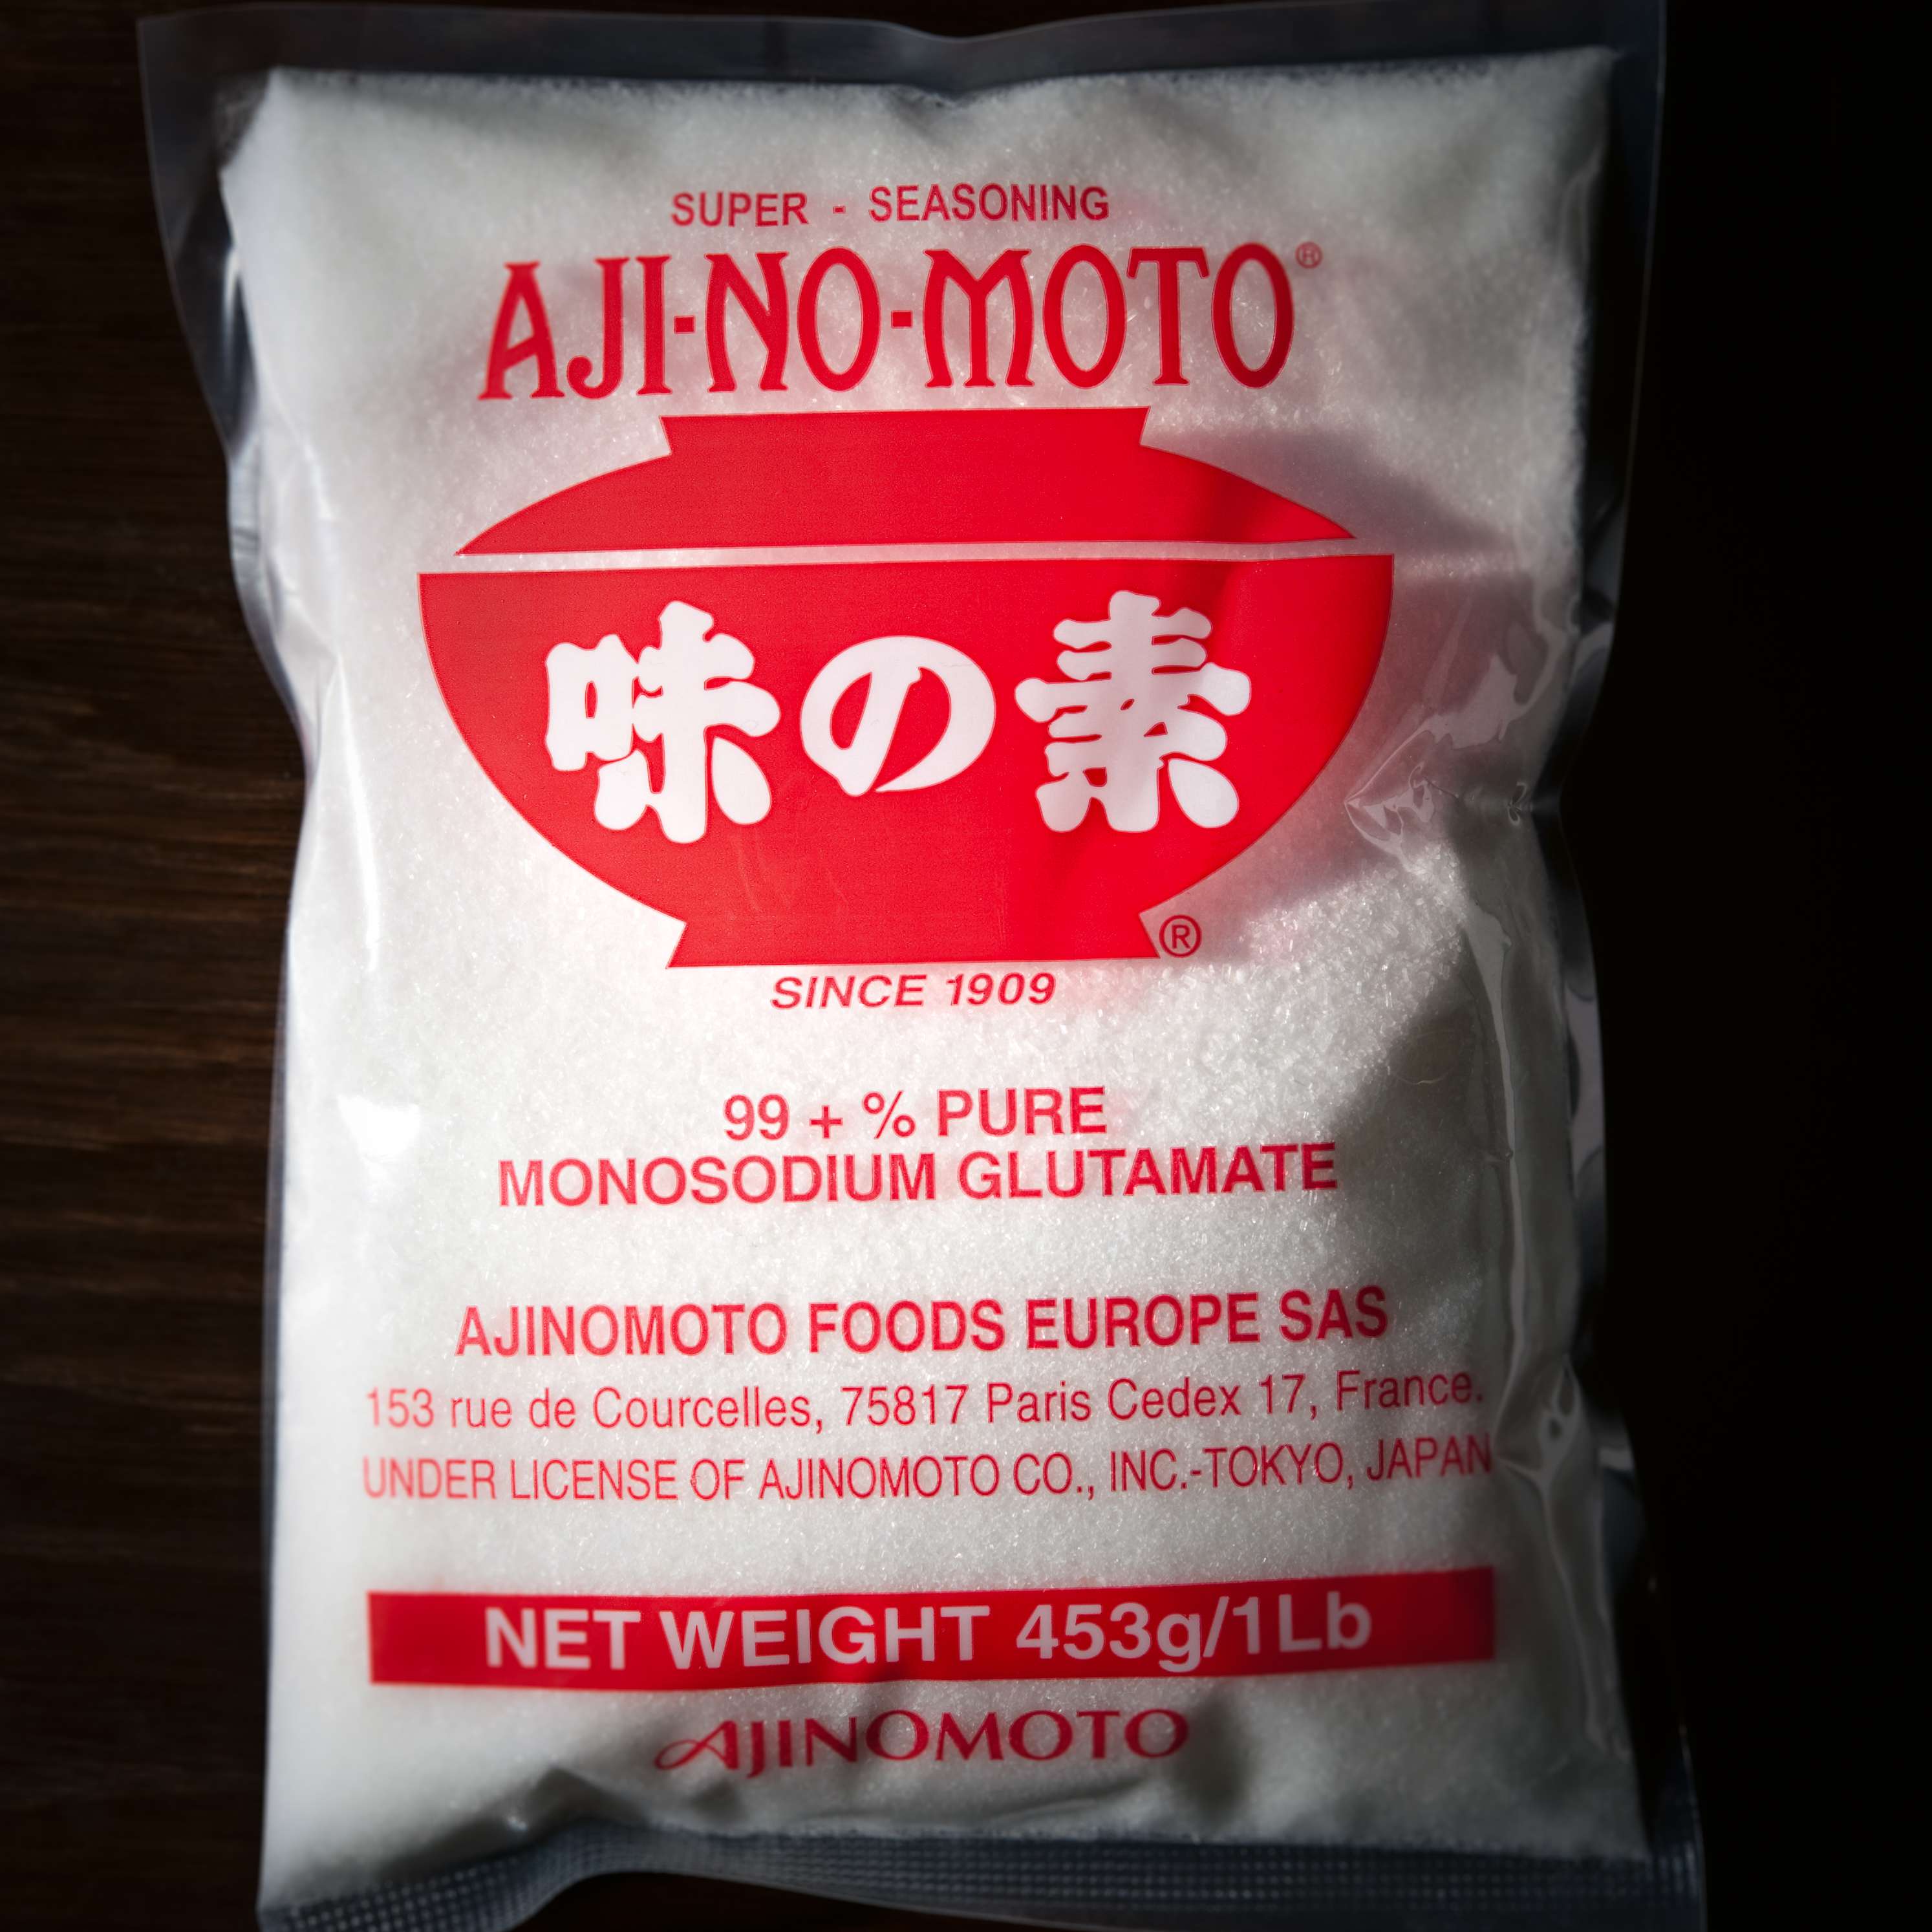 SUPER - SEASONING
AJI-NO-MOTO®
味の素
®
SINCE 1909
99 + % PURE
MONOSODIUM GLUTAMATE
AJINOMOTO FOODS EUROPE SAS
153 rue de Courcelles, 75817 Paris Cedex 17, France.
UNDER LICENSE OF AJINOMOTO CO., INC.-TOKYO, JAPAN
NET WEIGHT 453g/1Lb
AJINOMOTO